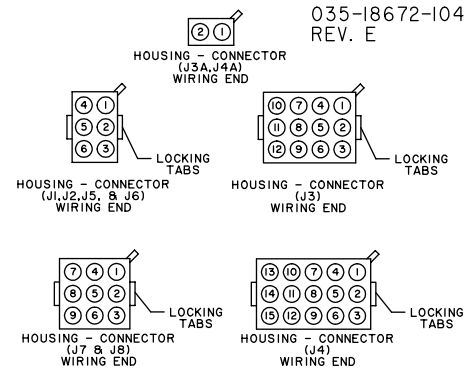 035-18672-104
REV. E
2 1
HOUSING - CONNECTOR
(J3A,J4A)
WIRING END
4 1
5 2
6 3
LOCKING
TABS
HOUSING - CONNECTOR
(J1,J2,J5, & J6)
WIRING END
10 7 4 1
11 8 5 2
12 9 6 3
LOCKING
TABS
HOUSING - CONNECTOR
(J3)
WIRING END
7 4 1
8 5 2
9 6 3
LOCKING
TABS
HOUSING - CONNECTOR
(J7 & J8)
WIRING END
13 10 7 4 1
14 11 8 5 2
15 12 9 6 3
LOCKING
TABS
HOUSING - CONNECTOR
(J4)
WIRING END